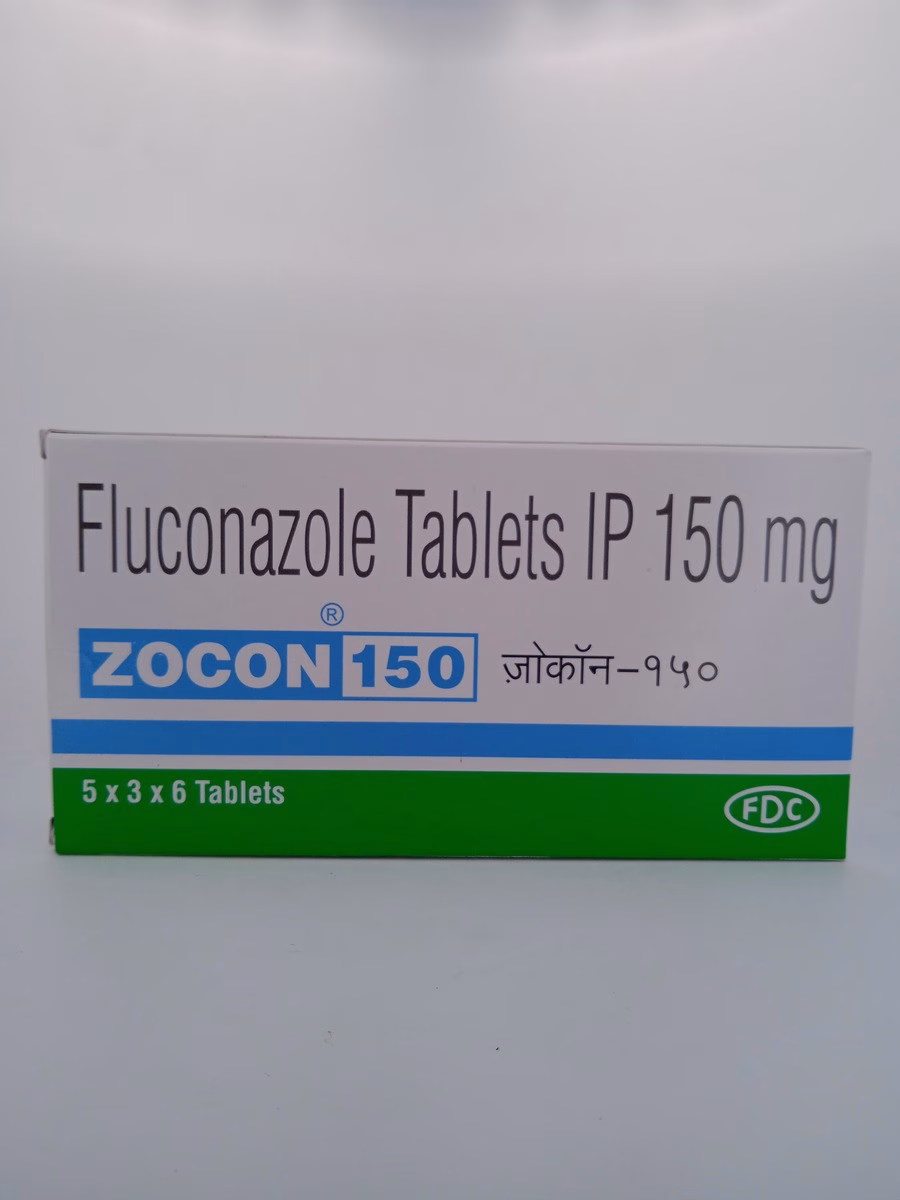 Fluconazole Tablets IP 150 mg
ZOCON® 150 ज़ोकॉन-१५०
5 x 3 x 6 Tablets
FDC